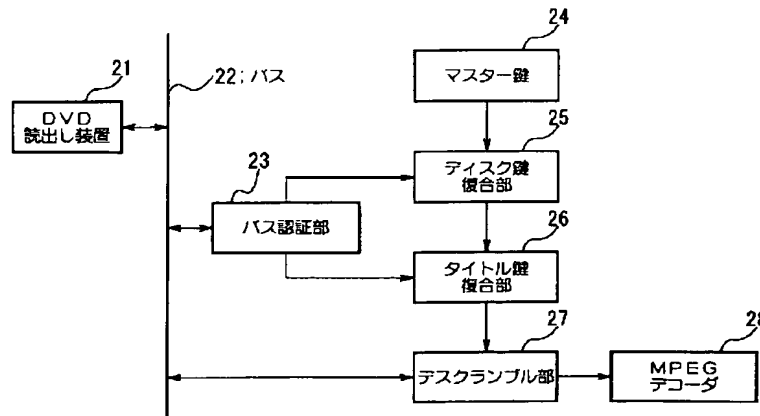 24
マスター鍵
21
22;バス
DVD
読出し装置
25
ディスク鍵
復合部
23
バス認証部
26
タイトル鍵
復合部
27
デスクランブル部
28
MPEG
デコーダ